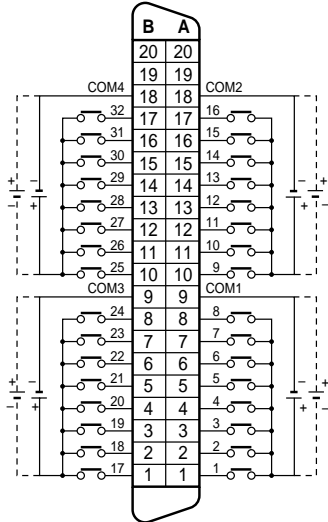 B A
20 20
19 19
COM4 18 18 COM2
32 17 17 16
31 16 16 15
30 15 15 14
+ − 29 14 14 13 − +
− + 28 13 13 12 + −
27 12 12 11
26 11 11 10
25 10 10 9
COM3 9 9 COM1
24 8 8 8
23 7 7 7
22 6 6 6
+ − 21 5 5 5 − +
− + 20 4 4 4 + −
19 3 3 3
18 2 2 2
17 1 1 1